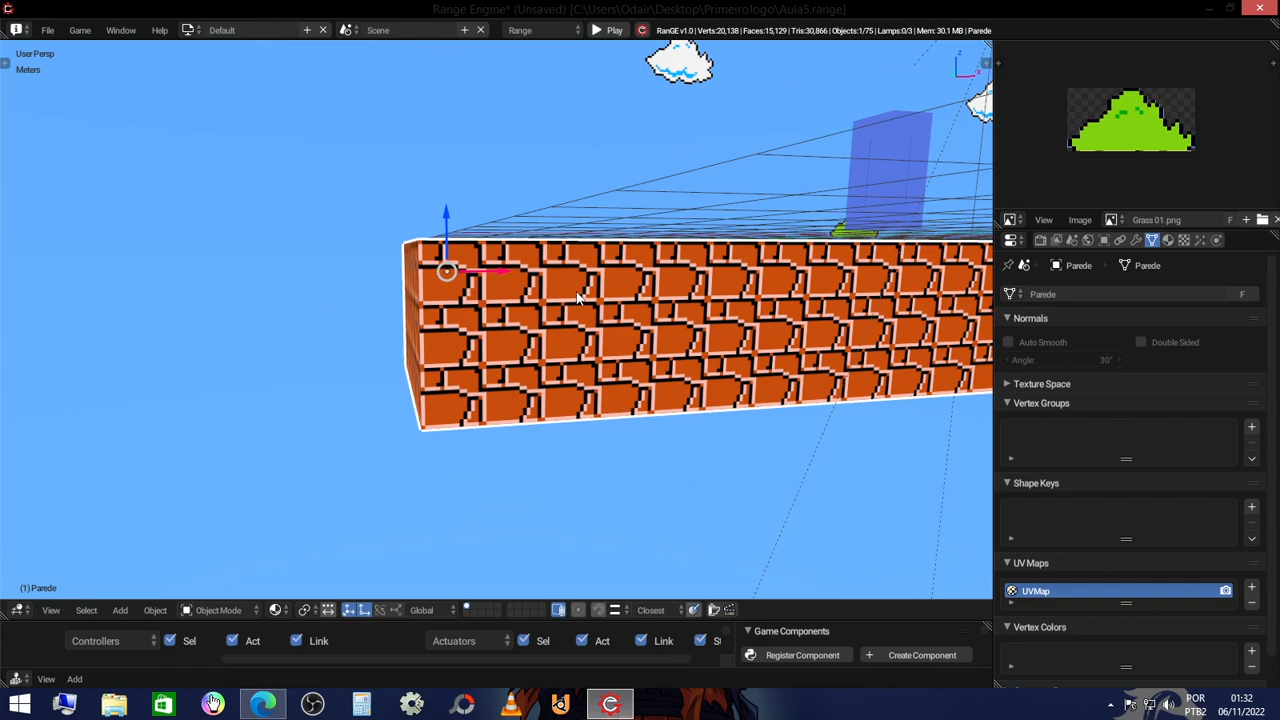 Range Engine* (Unsaved) [C:\Users\Odair\Desktop\PrimeiroJogo\Aula5.range]
File Game Window Help Default Scene Range Play RanGE v1.0 | Verts:20,138 | Faces:15,129 | Tris:30,866 | Objects:1/75 | Lamps:0/3 | Mem: 30.1 MB | Parede
User Persp
Meters
z
x
View Image Grass 01.png F
Parede Parede
Parede F
Normals
Auto Smooth Double Sided
Angle: 30°
Texture Space
Vertex Groups
Shape Keys
UV Maps
UVMap
Vertex Colors
(1) Parede
View Select Add Object Object Mode Global Closest
Controllers Sel Act Link Actuators Sel Act Link
Game Components
Register Component Create Component
View Add
POR 01:32
PTB2 06/11/2022